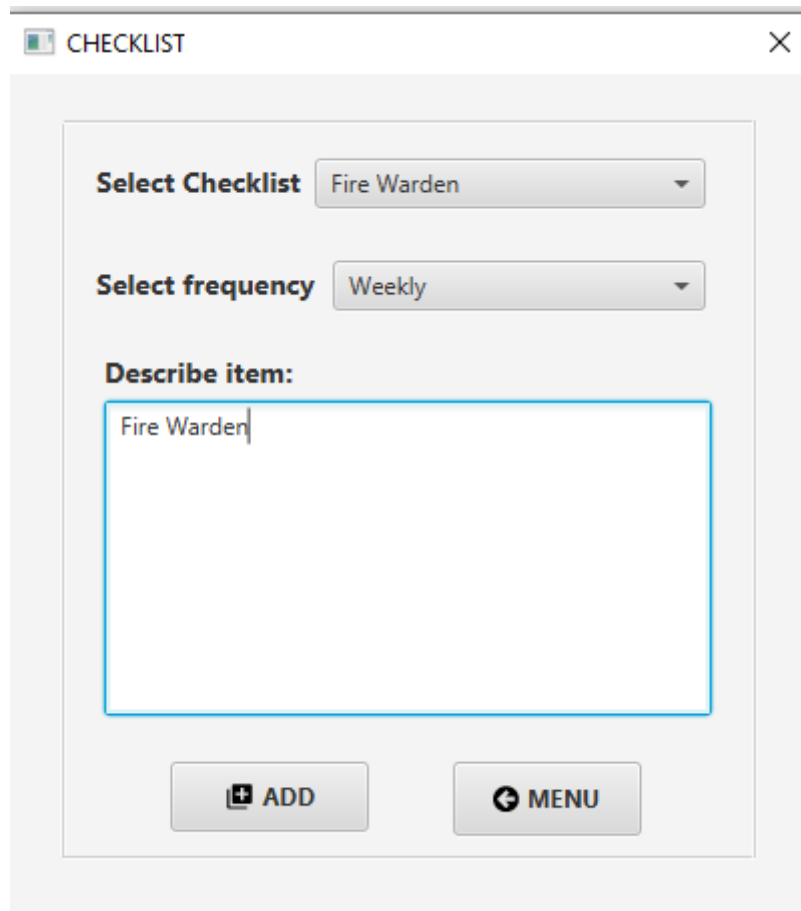 CHECKLIST
Select Checklist Fire Warden
Select frequency Weekly
Describe item:
Fire Warden
ADD MENU